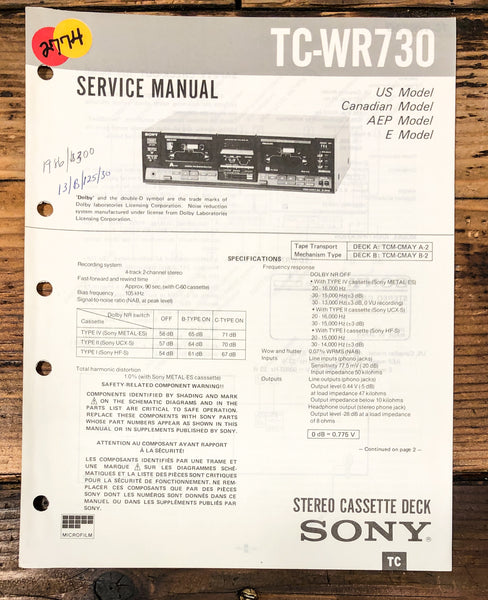 2774
TC-WR730
SERVICE MANUAL
US Model
Canadian Model
AEP Model
E Model
1986/$300
13/B/125/30
SONY
'Dolby' and the double-D symbol are the trade marks of
Dolby laboratories Licensing Corporation. Noise reduction
system manufactured under license from Dolby Laboratories
Licensing Corporation.
Tape Transport DECK A: TCM-CMAY A-2
Mechanism Type DECK B: TCM-CMAY B-2
SPECIFICATIONS
Recording system
4-track 2-channel stereo
Fast-forward and rewind time
Approx. 90 sec. (with C-60 cassette)
Bias frequency 105 kHz
Signal-to-noise ratio (NAB, at peak level)
Dolby NR switch OFF B-TYPE ON C-TYPE ON
Cassette
TYPE IV (Sony METAL-ES) 58 dB 65 dB 71 dB
TYPE II (Sony UCX-S) 57 dB 64 dB 70 dB
TYPE I (Sony HF-S) 54 dB 61 dB 67 dB
Total harmonic distortion
1.0% (with Sony METAL-ES casssette)
SAFETY-RELATED COMPONENT WARNING!!
COMPONENTS IDENTIFIED BY SHADING AND MARK
ON THE SCHEMATIC DIAGRAMS AND IN THE
PARTS LIST ARE CRITICAL TO SAFE OPERATION.
REPLACE THESE COMPONENTS WITH SONY PARTS
WHOSE PART NUMBERS APPEAR AS SHOWN IN THIS
MANUAL OR IN SUPPLEMENTS PUBLISHED BY SONY.
ATTENTION AU COMPOSANT AYANT RAPPORT
À LA SÉCURITÉ!
LES COMPOSANTS IDENTIFIÉS PAR UNE TRAME ET
UNE MARQUE SUR LES DIAGRAMMES SCHÉ-
MATIQUES ET LA LISTE DES PIÈCES SONT CRITIQUES
POUR LA SÉCURITÉ DE FONCTIONNEMENT. NE REM-
PLACER CES COMPOSANTS QUE PAR DES PIÈCES
SONY DONT LES NUMÉROS SONT DONNÉS DANS CE
MANUEL OU DANS LES SUPPLÉMENTS PUBLIÉS PAR
SONY.
Frequency response
DOLBY NR OFF
• With TYPE IV cassette (Sony METAL-ES)
20 - 16,000 Hz
30 - 15,000 Hz (±3 dB)
30 - 13,000 Hz (±3 dB, 0 VU recording)
• With TYPE II cassette (Sony UCX-S)
20 - 16,000 Hz
30 - 15,000 Hz (±3 dB)
• With TYPE I cassette (Sony HF-S)
20 - 15,000 Hz
30 - 14,000 Hz (±3 dB)
Wow and flutter 0.07% WRMS (NAB)
Inputs Line inputs (phono jacks)
Sensitivity 77.5 mV (-20 dB)
Input impedance 50 kilohms
Outputs Line outputs (phono jacks)
Output level 0.44 V (-5 dB)
at load impedance 47 kilohms
Output impedance below 10 kilohms
Headphone output (stereo phone jack)
Output level -28 dB at a load impedance
of 8 ohms
0 dB = 0.775 V
— Continued on page 2 —
STEREO CASSETTE DECK
SONY®
TC
MICROFILM